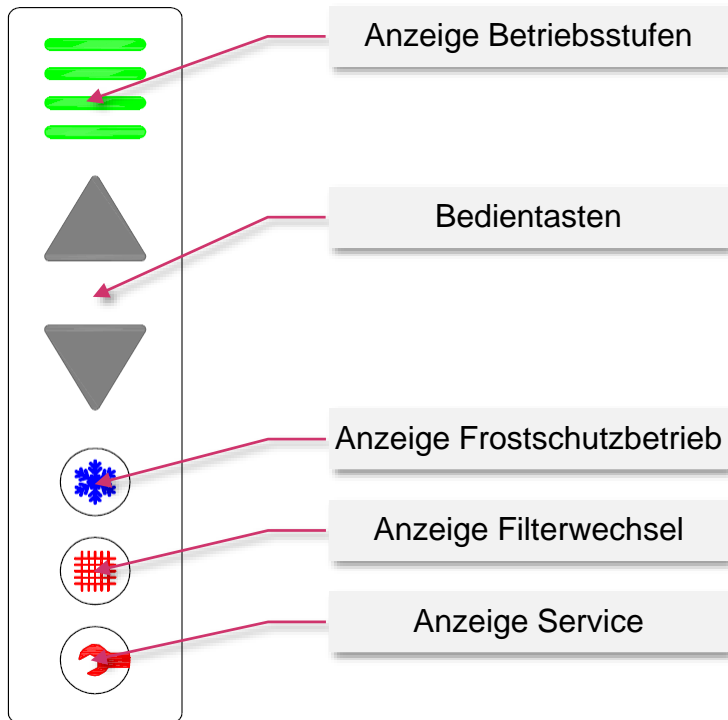 Anzeige Betriebsstufen
Bedientasten
Anzeige Frostschutzbetrieb
Anzeige Filterwechsel
Anzeige Service